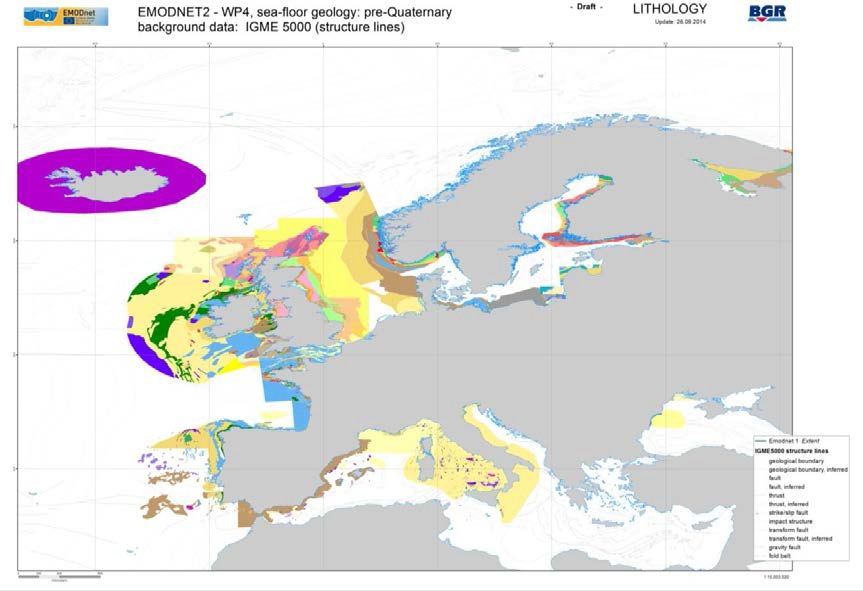 EMODnet
EMODNET2 - WP4, sea-floor geology: pre-Quaternary
background data: IGME 5000 (structure lines)
- Draft -
LITHOLOGY
Update: 26.09.2014
BGR
Emodnet 1 Extent
IGME5000 structure lines
geological boundary
geological boundary, inferred
fault
fault, inferred
thrust
thrust, inferred
strike/slip fault
impact structure
transform fault
transform fault, inferred
gravity fault
fold belt